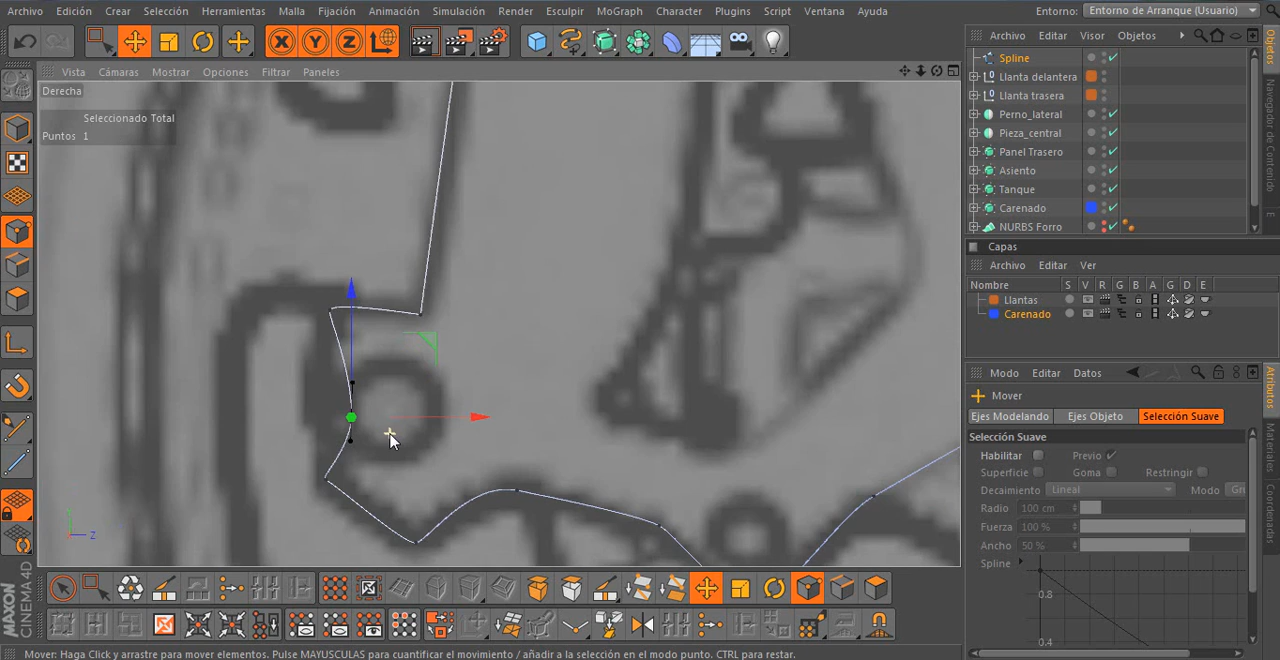 Archivo Edición Crear Selección Herramientas Malla Fijación Animación Simulación Render Esculpir MoGraph Character Plugins Script Ventana Ayuda Entorno: Entorno de Arranque (Usuario)
X Y Z
Archivo Editar Visor Objetos
Vista Cámaras Mostrar Opciones Filtrar Paneles
Derecha
Seleccionado Total
Puntos 1
Spline
Llanta delantera
Llanta trasera
Perno_lateral
Pieza_central
Panel Trasero
Asiento
Tanque
Carenado
NURBS Forro
Objetos
Navegador de Contenido
E
Capas
Archivo Editar Ver
Nombre S V R G B A G D E
Llantas
Carenado
Modo Editar Datos
Mover
Ejes Modelando Ejes Objeto Selección Suave
Selección Suave
Habilitar Previo
Superficie Goma Restringir
Decaimiento Lineal Modo Gn
Radio 100 cm
Fuerza 100 %
Ancho 50 %
Spline
0.8
0.4
Atributos
Materiales
Coordenadas
Y
Z
MAXON
CINEMA 4D
Mover: Haga Click y arrastre para mover elementos. Pulse MAYUSCULAS para cuantificar el movimiento / añadir a la selección en el modo punto. CTRL para restar.